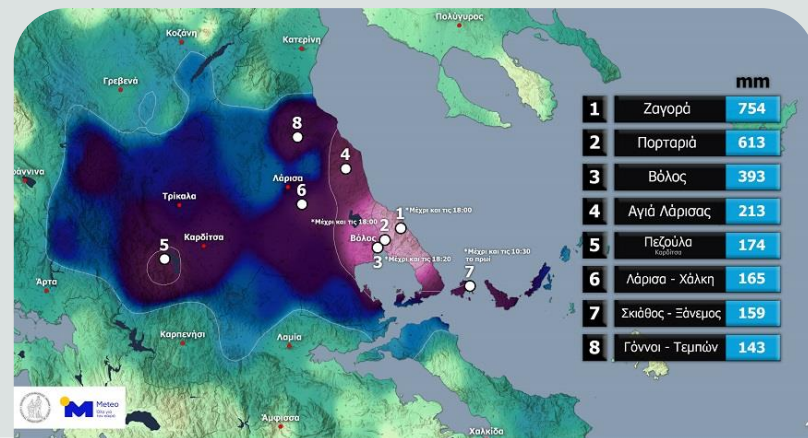 Πολύγυρος
Κοζάνη
Κατερίνη
Γρεβενά
mm
1 Ζαγορά 754
2 Πορταριά 613
3 Βόλος 393
4 Αγιά Λάρισας 213
5 Πεζούλα 174
Καρδίτσα
6 Λάρισα - Χάλκη 165
7 Σκιάθος - Ξάνεμος 159
8 Γόννοι - Τεμπών 143
8
4
Λάρισα
6
Τρίκαλα
*Μέχρι και τις 18:00
*Μέχρι και τις 18:00
1
2
Βόλος
3
*Μέχρι και τις 18:20
*Μέχρι και τις 10:30
το πρωί
7
5
Καρδίτσα
Άρτα
Καρπενήσι
Λαμία
Άμφισσα
Χαλκίδα
Meteo